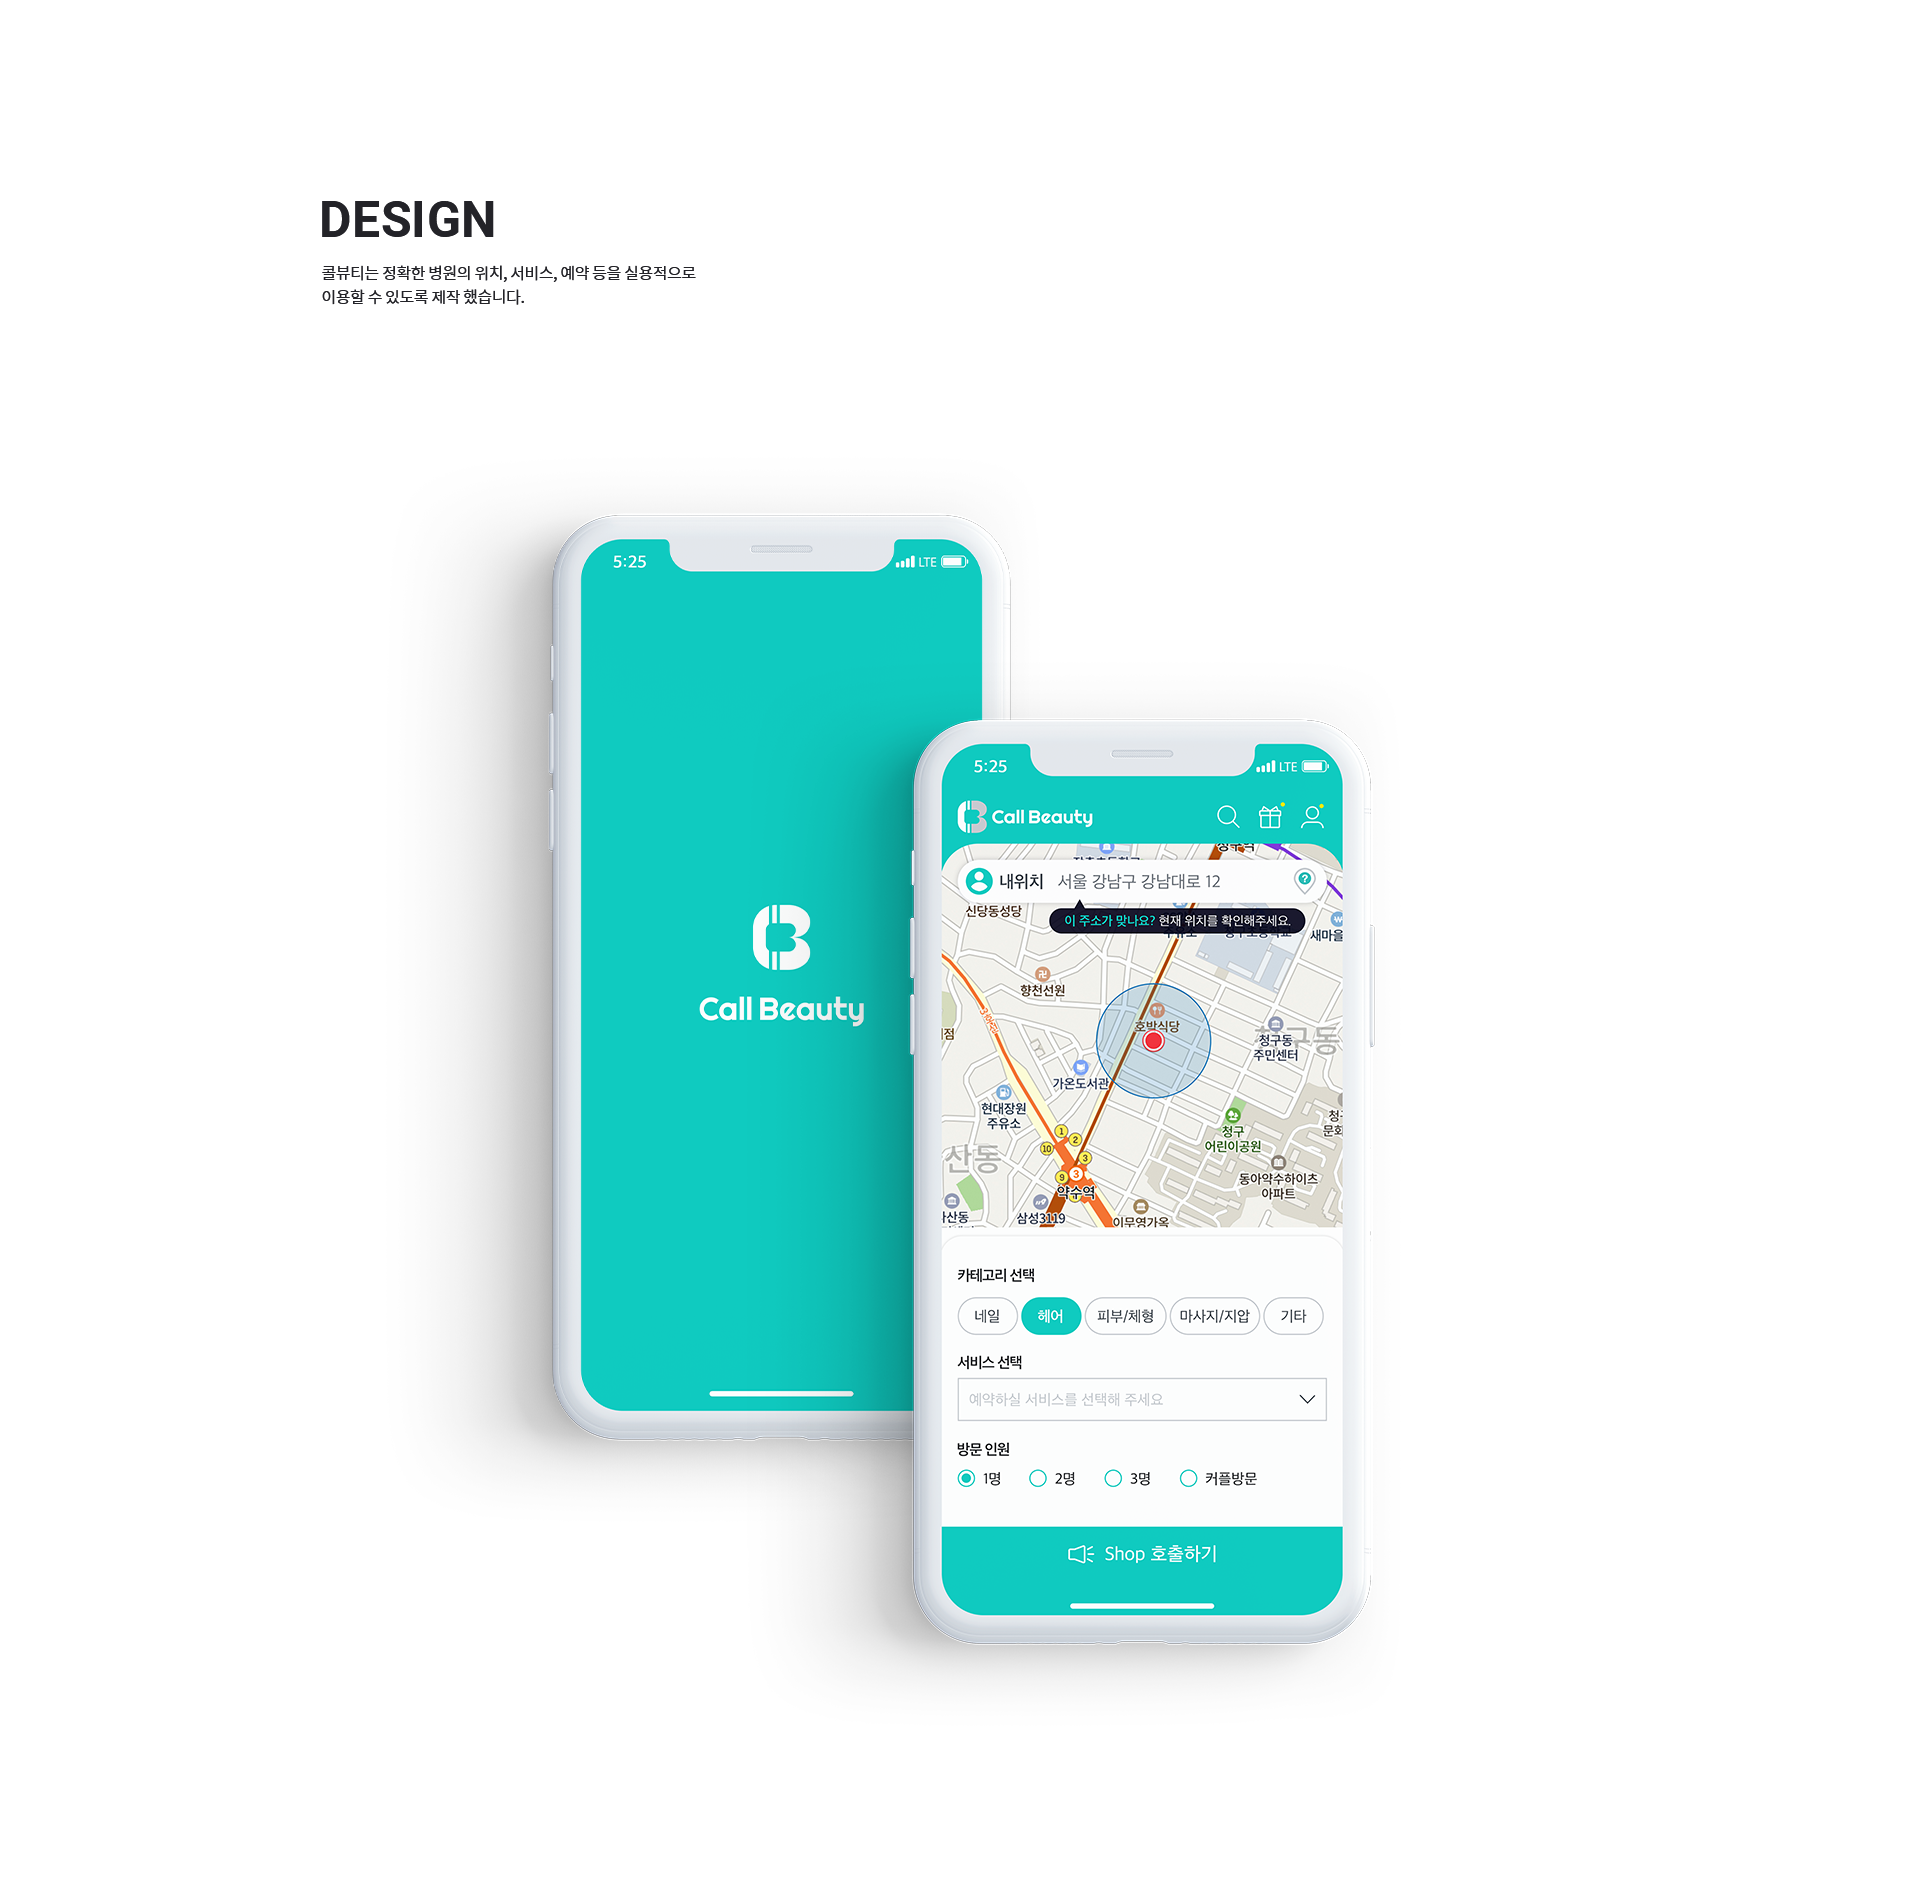 DESIGN
콜뷰티는 정확한 병원의 위치, 서비스, 예약 등을 실용적으로
이용할 수 있도록 제작 했습니다.
5:25
LTE
Call Beauty
5:25
LTE
Call Beauty
내위치 서울 강남구 강남대로 12
신당동성당
이 주소가 맞나요? 현재 위치를 확인해주세요.
새마을
향천선원
호박식당
청구동
주민센터
가온도서관
현대장원
주유소
청구
어린이공원
산동
1
2
10
3
9
3
약수역
동아약수하이츠
아파트
삼성3119
이무영가옥
카테고리 선택
네일
헤어
피부/체형
마사지/지압
기타
서비스 선택
예약하실 서비스를 선택해 주세요
방문 인원
1명
2명
3명
커플방문
Shop 호출하기